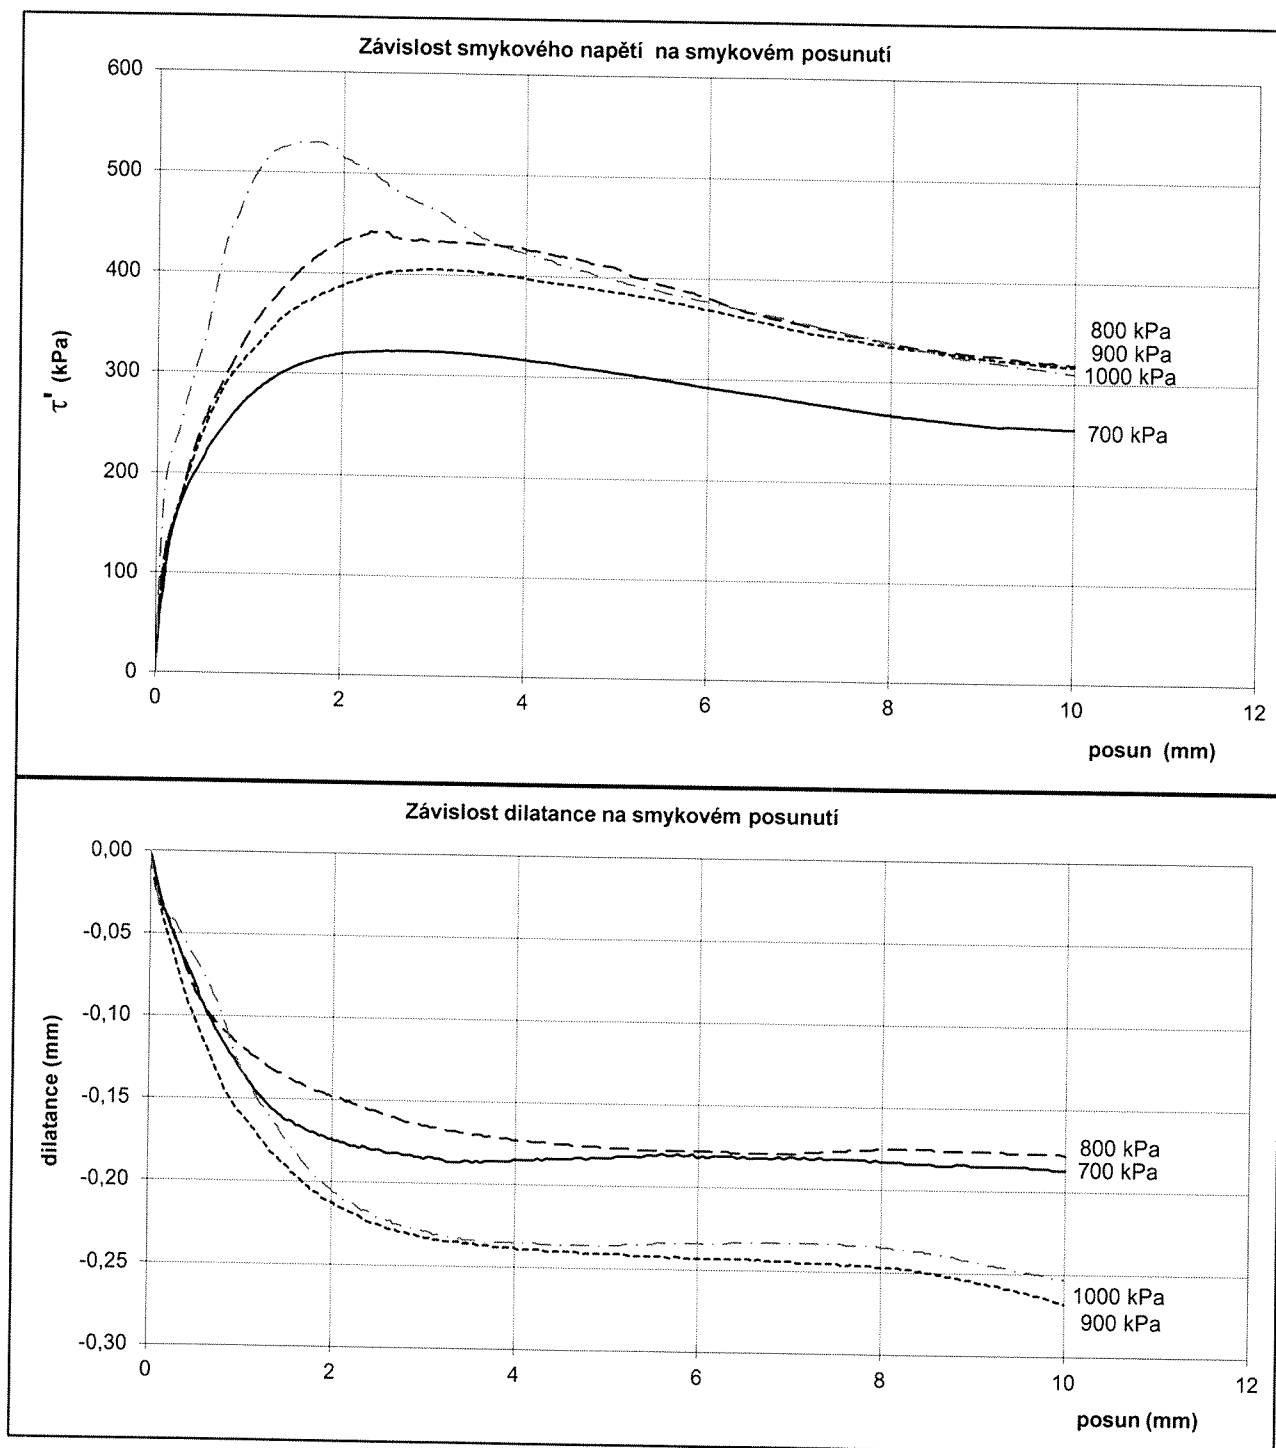 Závislost smykového napětí na smykovém posunutí
600
500
400
300
200
100
0
τ' (kPa)
800 kPa
900 kPa
1000 kPa
700 kPa
0 2 4 6 8 10 12
posun (mm)
Závislost dilatance na smykovém posunutí
0,00
-0,05
-0,10
-0,15
-0,20
-0,25
-0,30
dilatance (mm)
800 kPa
700 kPa
1000 kPa
900 kPa
0 2 4 6 8 10 12
posun (mm)